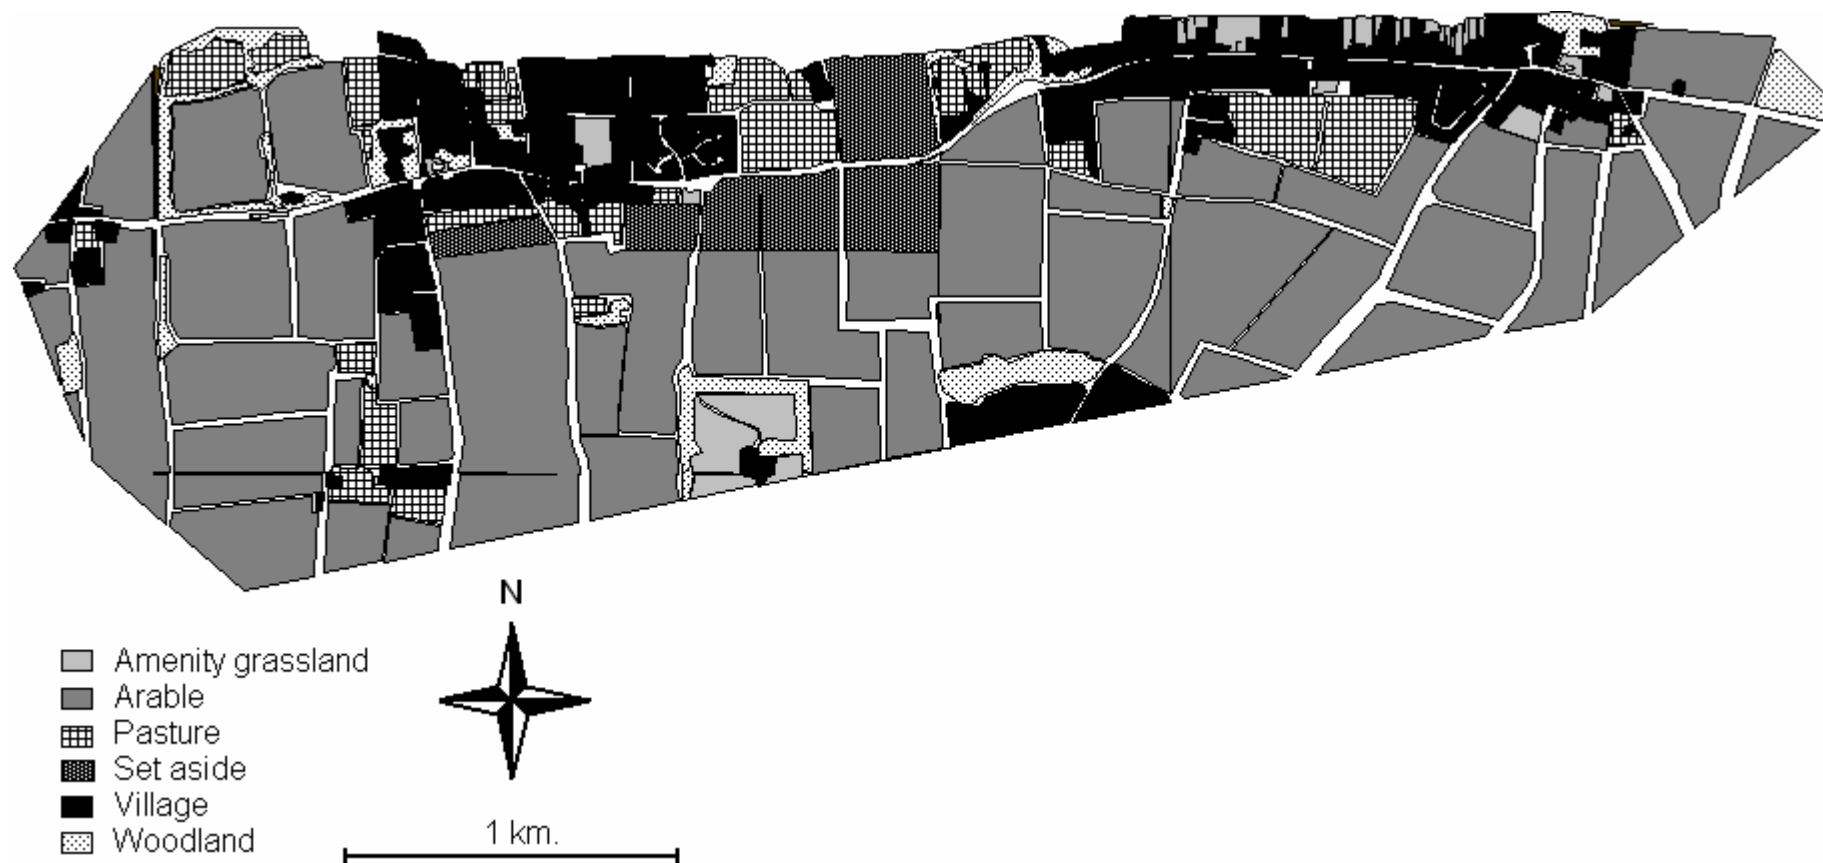 N
Amenity grassland
Arable
Pasture
Set aside
Village
Woodland
1 km.